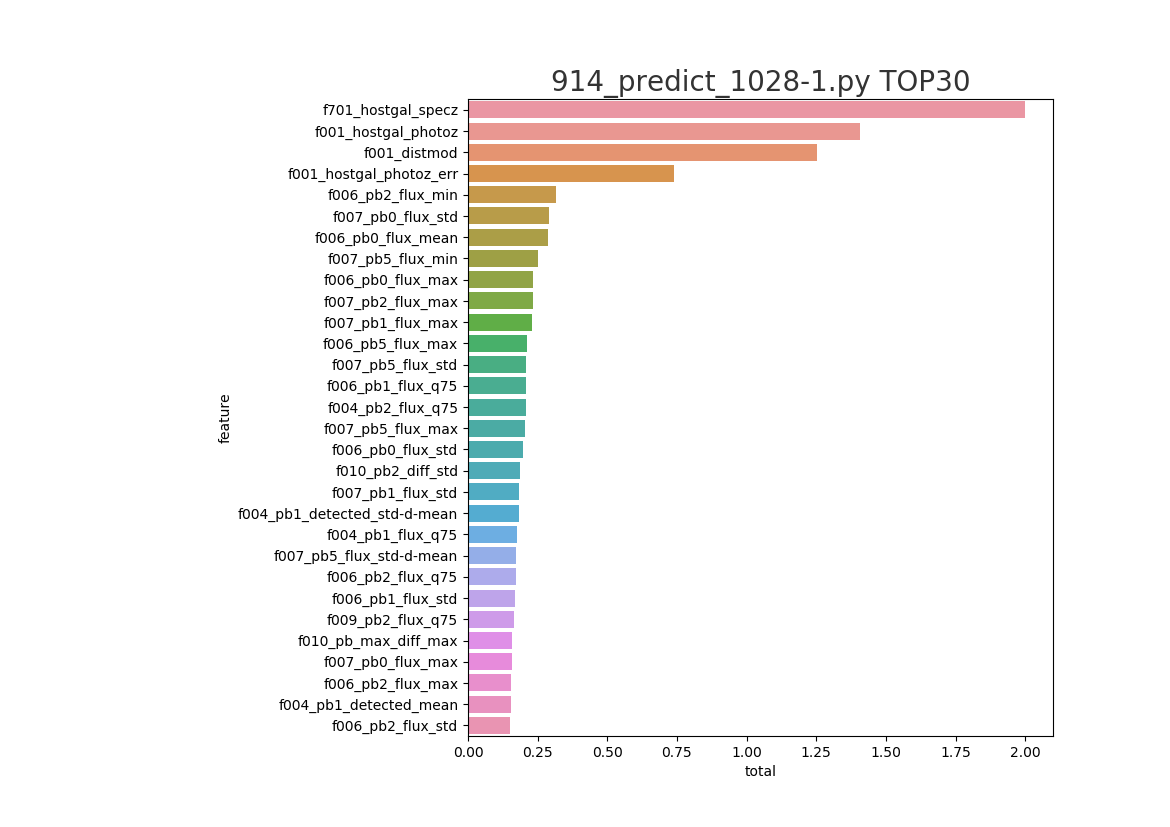 914_predict_1028-1.py TOP30
feature
f701_hostgal_specz
f001_hostgal_photoz
f001_distmod
f001_hostgal_photoz_err
f006_pb2_flux_min
f007_pb0_flux_std
f006_pb0_flux_mean
f007_pb5_flux_min
f006_pb0_flux_max
f007_pb2_flux_max
f007_pb1_flux_max
f006_pb5_flux_max
f007_pb5_flux_std
f006_pb1_flux_q75
f004_pb2_flux_q75
f007_pb5_flux_max
f006_pb0_flux_std
f010_pb2_diff_std
f007_pb1_flux_std
f004_pb1_detected_std-d-mean
f004_pb1_flux_q75
f007_pb5_flux_std-d-mean
f006_pb2_flux_q75
f006_pb1_flux_std
f009_pb2_flux_q75
f010_pb_max_diff_max
f007_pb0_flux_max
f006_pb2_flux_max
f004_pb1_detected_mean
f006_pb2_flux_std
0.00 0.25 0.50 0.75 1.00 1.25 1.50 1.75 2.00
total